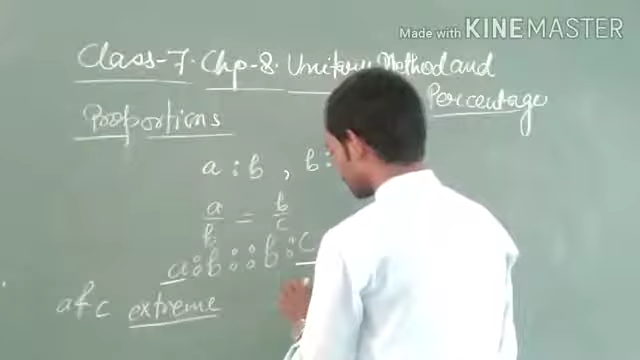 Made with KINEMASTER
Class-7. Chp-8. Unitary Method and
Percentage
Proportions
a : b , b :
a/b = b/c
a : b : : b : c
a & c extreme